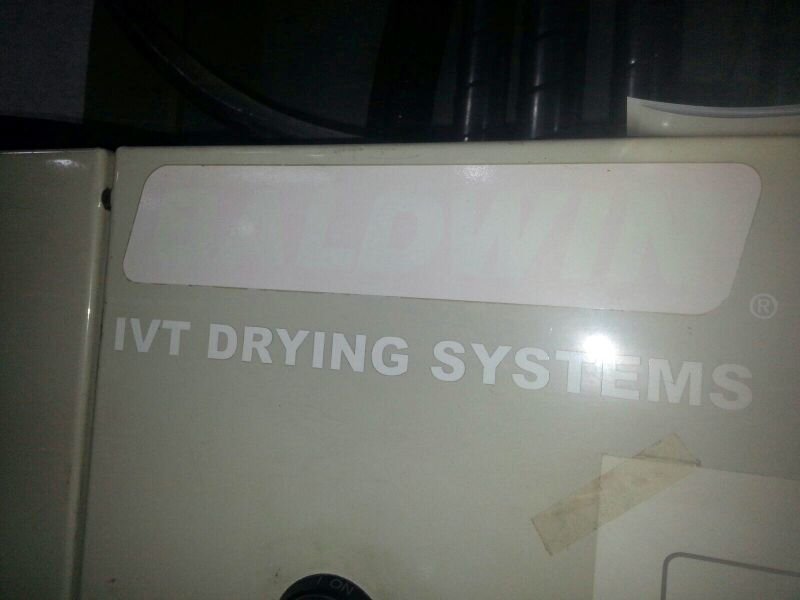 BALDWIN
®
IVT DRYING SYSTEMS
I ON